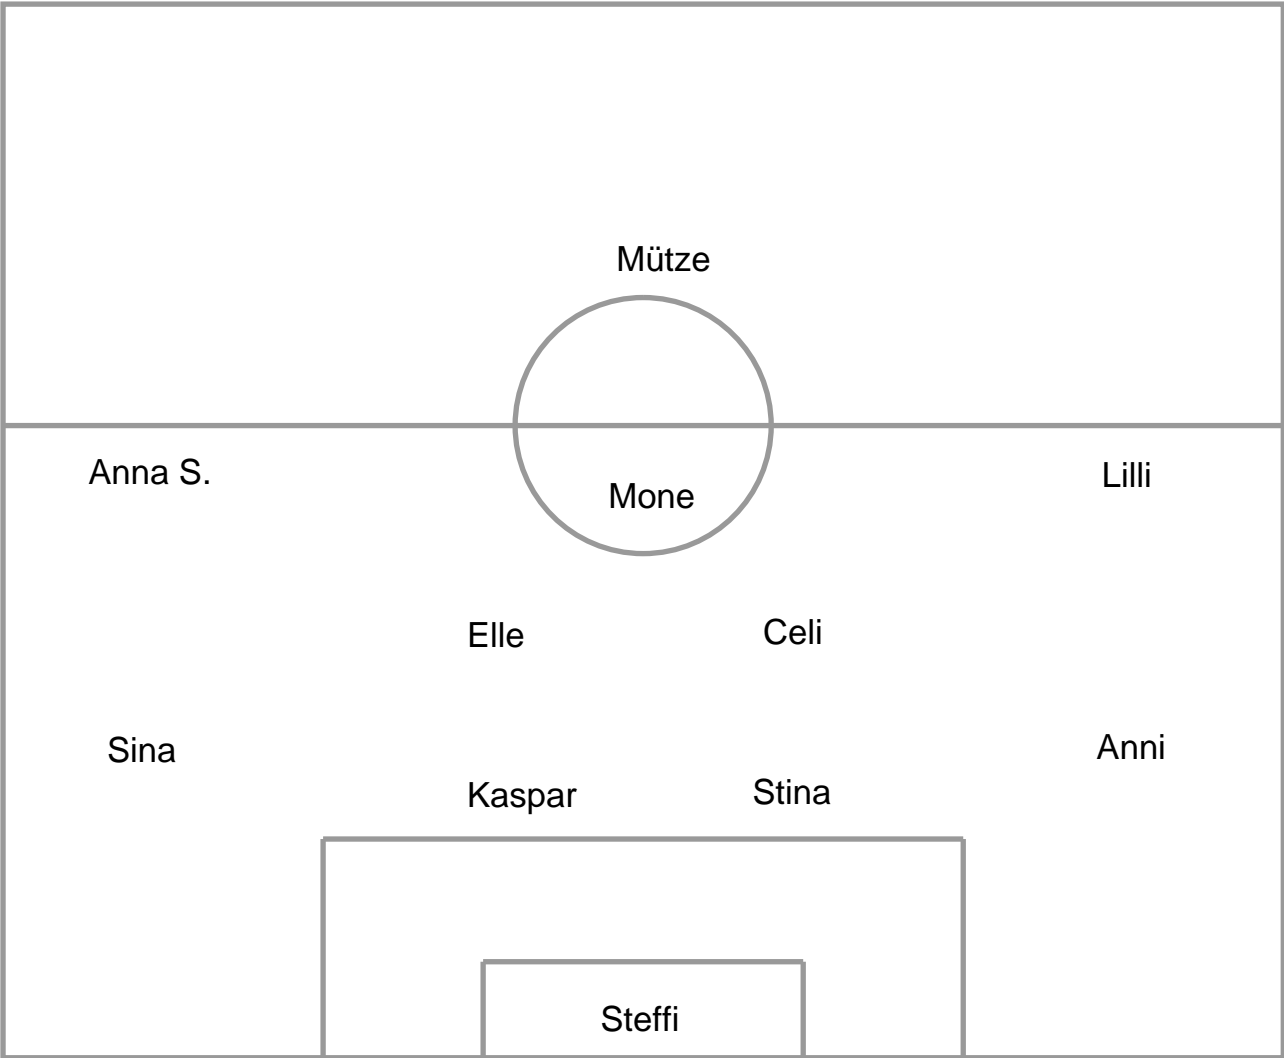 Mütze
Anna S.
Mone
Lilli
Elle
Celi
Sina
Anni
Kaspar
Stina
Steffi